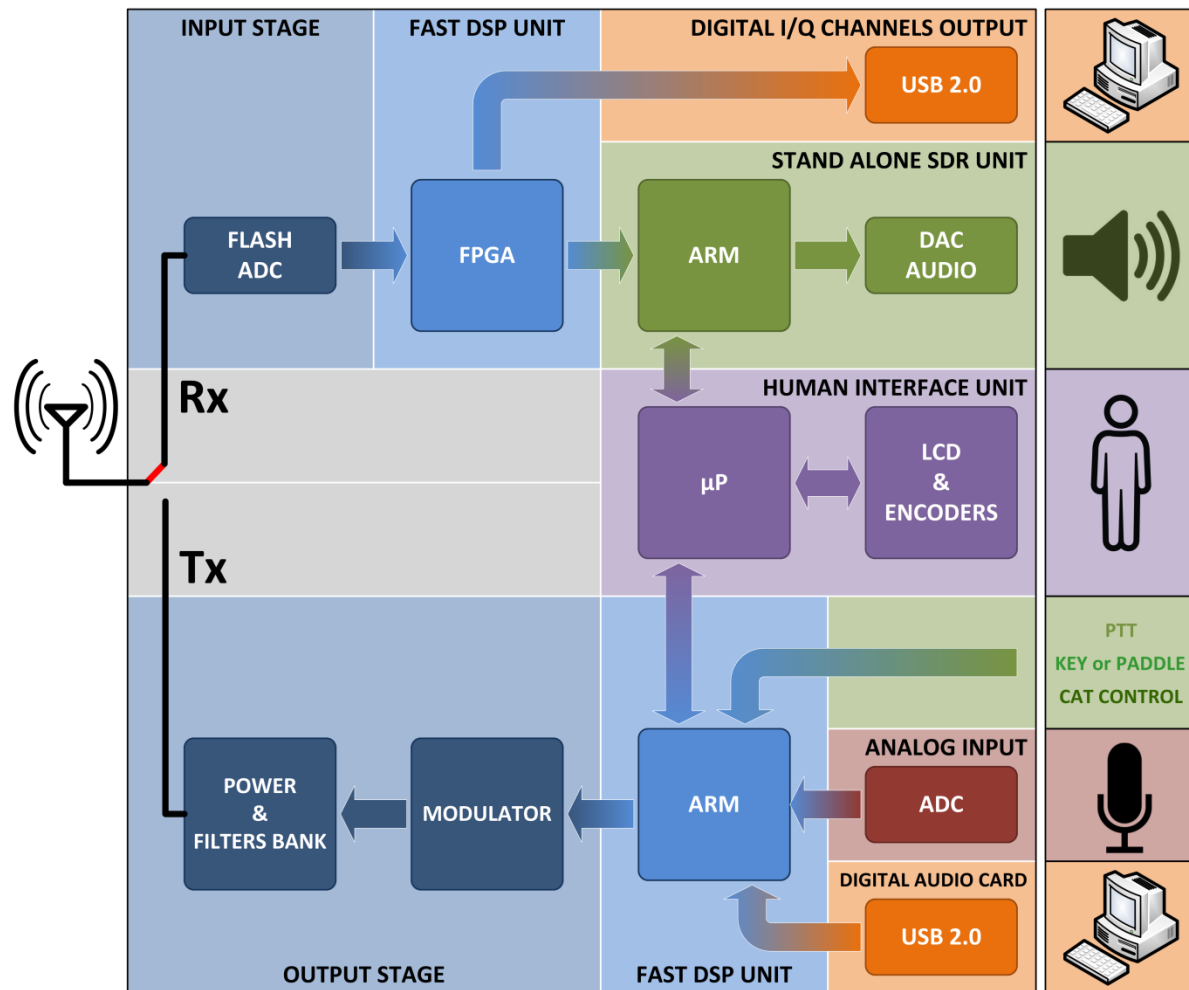 INPUT STAGE
FAST DSP UNIT
DIGITAL I/Q CHANNELS OUTPUT
USB 2.0
STAND ALONE SDR UNIT
FLASH
ADC
FPGA
ARM
DAC
AUDIO
Rx
HUMAN INTERFACE UNIT
µP
LCD
&
ENCODERS
Tx
PTT
KEY or PADDLE
CAT CONTROL
ANALOG INPUT
POWER
&
FILTERS BANK
MODULATOR
ARM
ADC
DIGITAL AUDIO CARD
USB 2.0
OUTPUT STAGE
FAST DSP UNIT